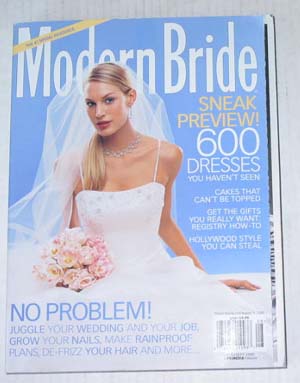 Modern Bride
SNEAK
PREVIEW!
600
DRESSES
YOU HAVEN'T SEEN
CAKES THAT
CAN'T BE TOPPED
GET THE GIFTS
YOU REALLY WANT:
REGISTRY HOW-TO
HOLLYWOOD STYLE
YOU CAN STEAL
NO PROBLEM!
JUGGLE YOUR WEDDING AND YOUR JOB,
GROW YOUR NAILS, MAKE RAINPROOF
PLANS, DE-FRIZZ YOUR HAIR AND MORE...